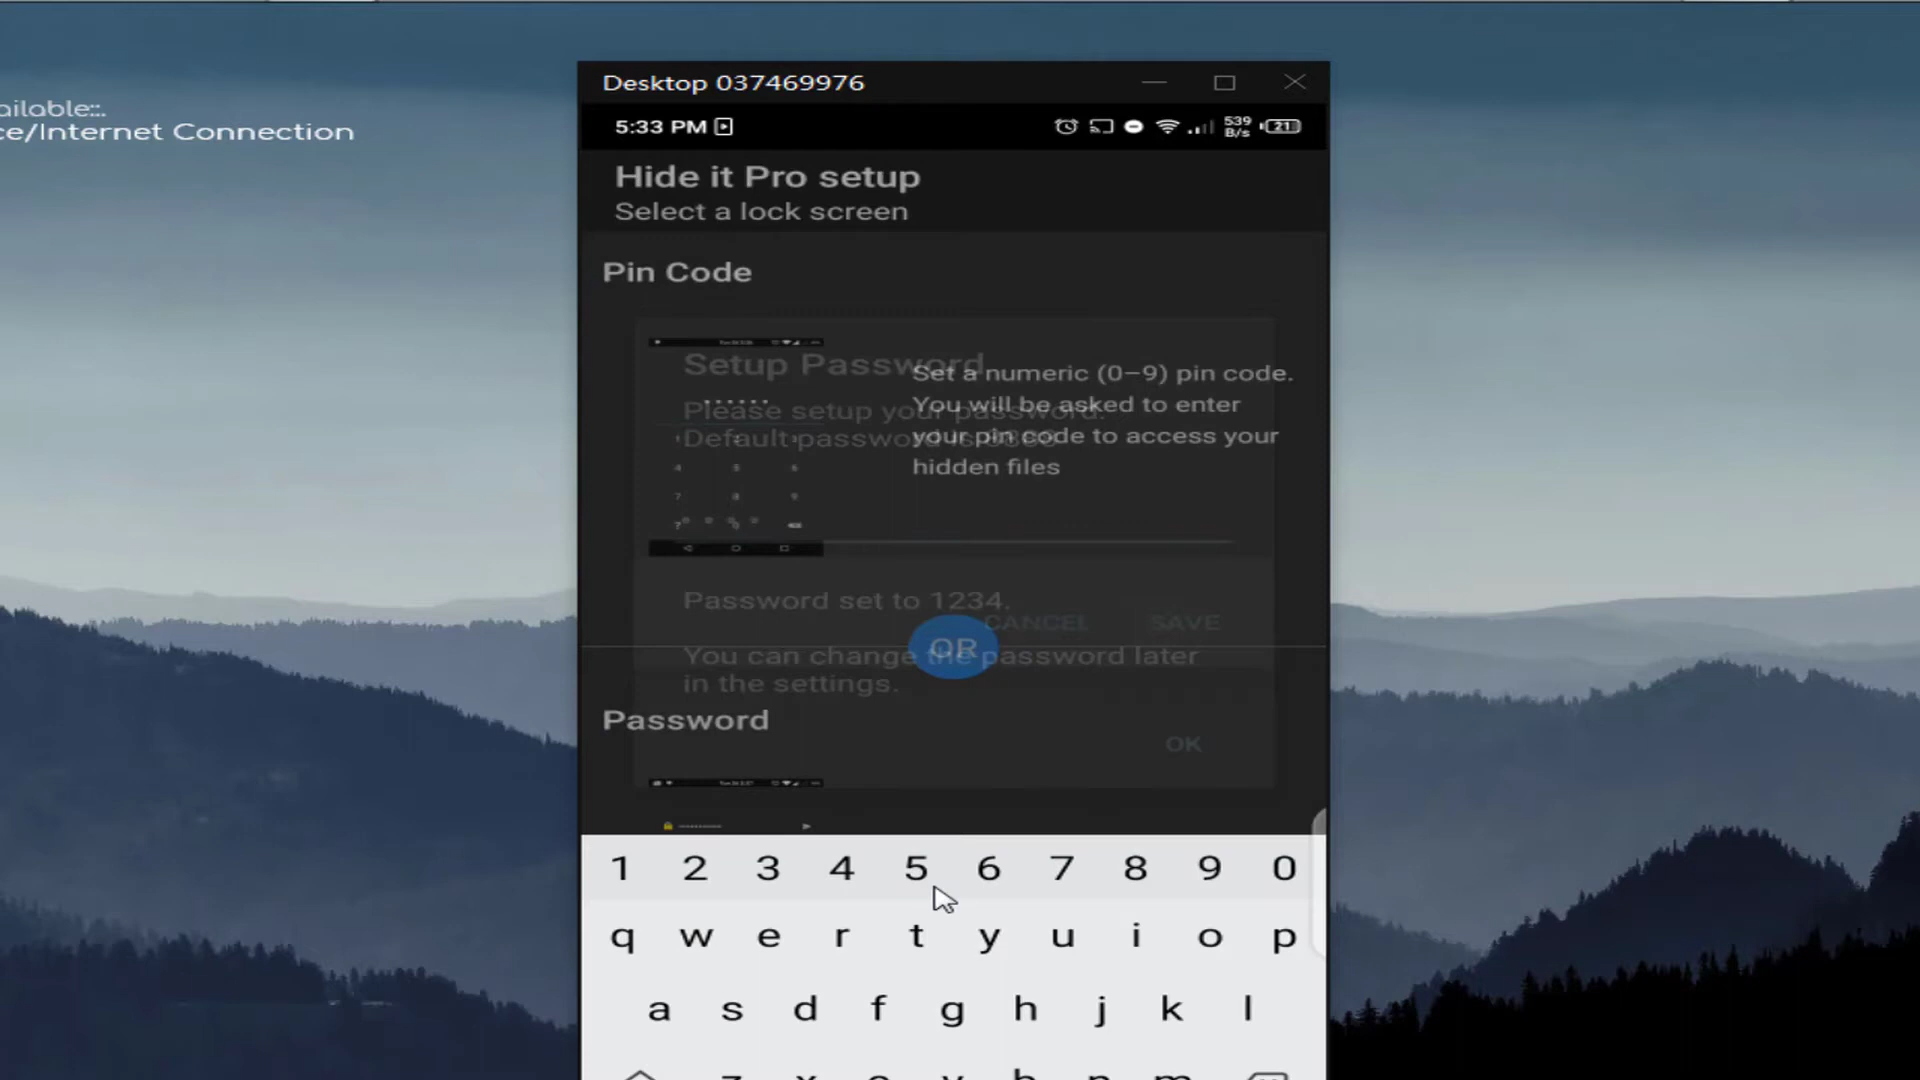 ailable::.
ce/Internet Connection
Desktop 037469976
5:33 PM
539
B/s
21
Hide it Pro setup
Select a lock screen
Pin Code
Setup Password
Please setup your password.
Default password is
Set a numeric (0–9) pin code.
You will be asked to enter
your pin code to access your
hidden files
Password set to 1234.
CANCEL SAVE
OR
You can change the password later
in the settings.
Password
OK
1 2 3 4 5 6 7 8 9 0
q w e r t y u i o p
a s d f g h j k l
z x c v b n m